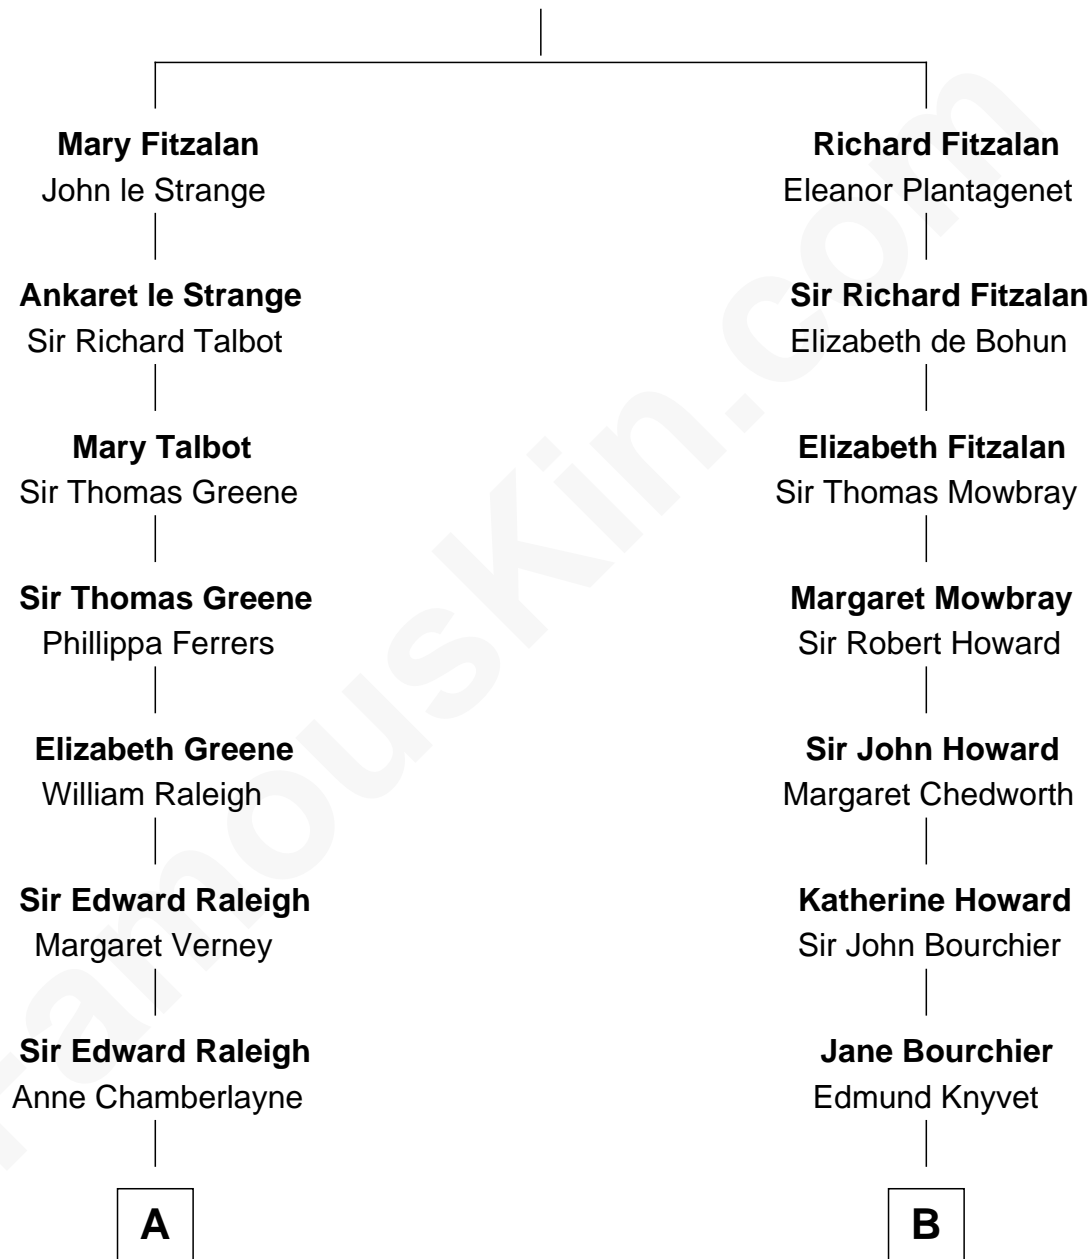 Mary Fitzalan
John le Strange
Ankaret le Strange
Sir Richard Talbot
Mary Talbot
Sir Thomas Greene
Sir Thomas Greene
Phillippa Ferrers
Elizabeth Greene
William Raleigh
Sir Edward Raleigh
Margaret Verney
Sir Edward Raleigh
Anne Chamberlayne
A
Richard Fitzalan
Eleanor Plantagenet
Sir Richard Fitzalan
Elizabeth de Bohun
Elizabeth Fitzalan
Sir Thomas Mowbray
Margaret Mowbray
Sir Robert Howard
Sir John Howard
Margaret Chedworth
Katherine Howard
Sir John Bourchier
Jane Bourchier
Edmund Knyvet
B
FamousKin.com